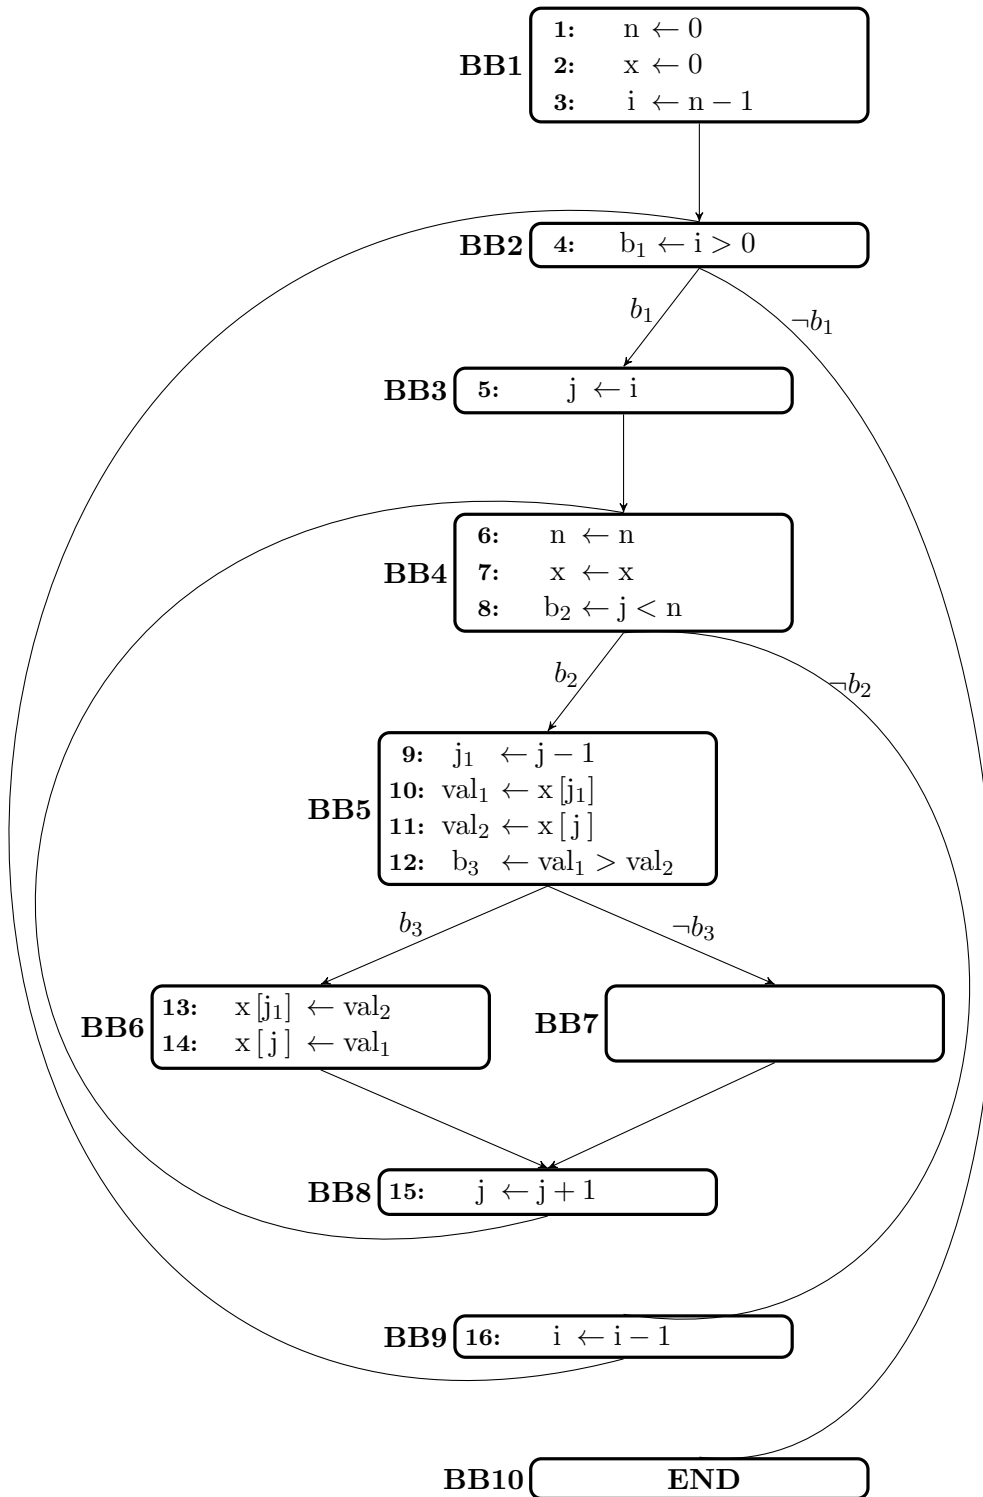 BB1
1: n ← 0
2: x ← 0
3: i ← n − 1
BB2
4: b₁ ← i > 0
b₁
¬b₁
BB3
5: j ← i
BB4
6: n ← n
7: x ← x
8: b₂ ← j < n
b₂
¬b₂
BB5
9: j₁ ← j − 1
10: val₁ ← x [j₁]
11: val₂ ← x [ j ]
12: b₃ ← val₁ > val₂
b₃
¬b₃
BB6
13: x [j₁] ← val₂
14: x [ j ] ← val₁
BB7
BB8
15: j ← j + 1
BB9
16: i ← i − 1
BB10
END